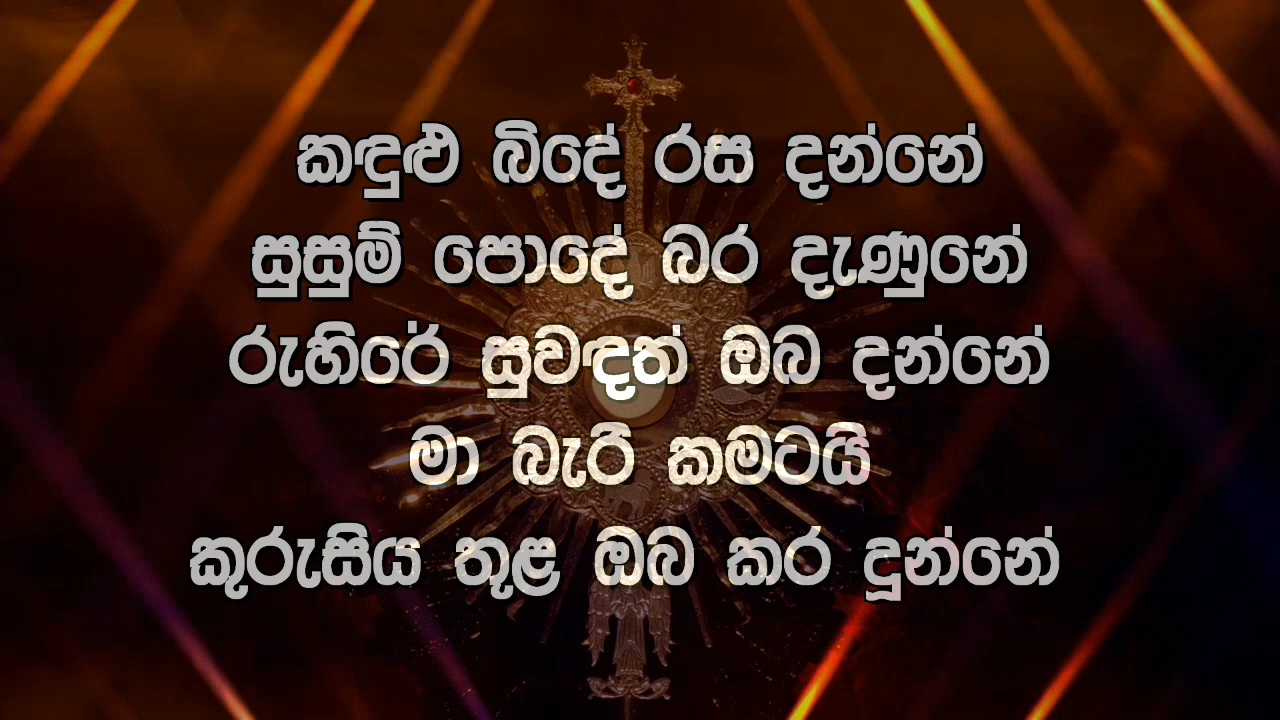 කඳුළු බිදේ රස දන්නේ
සුසුම් පොදේ බර දැණුනේ
රුහිරේ සුවඳත් ඔබ දන්නේ
මා බැරි කමටයි
කුරුසිය තුළ ඔබ කර දූන්නේ